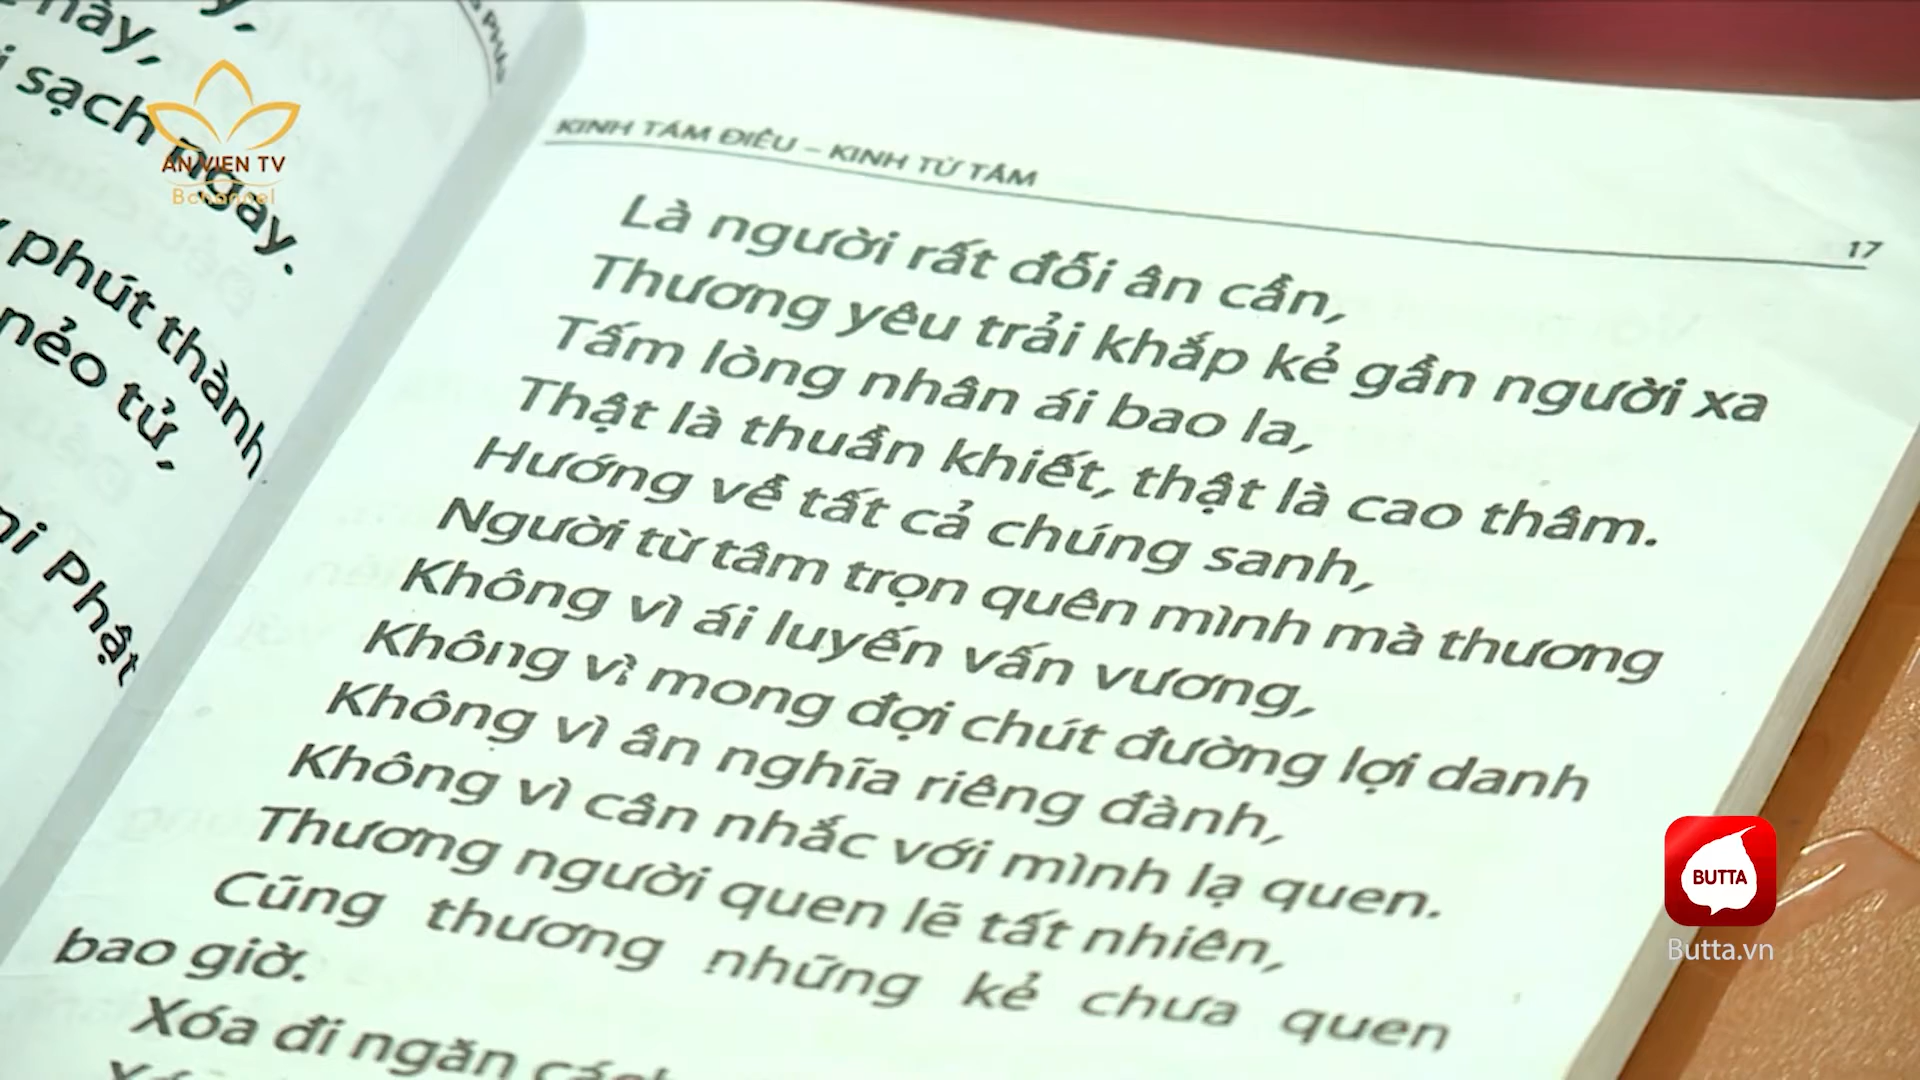 này,
sạch ngay.
phút thành
nẻo tử,
Phật
AN VIEN TV
Bchannel
KINH TÁM ĐIỀU – KINH TỪ TÂM
17
Là người rất đỗi ân cần,
Thương yêu trải khắp kẻ gần người xa
Tấm lòng nhân ái bao la,
Thật là thuần khiết, thật là cao thâm.
Hướng về tất cả chúng sanh,
Người từ tâm trọn quên mình mà thương
Không vì ái luyến vấn vương,
Không vì mong đợi chút đường lợi danh
Không vì ân nghĩa riêng đành,
Không vì cân nhắc với mình lạ quen.
Thương người quen lẽ tất nhiên,
Cũng thương những kẻ chưa quen
bao giờ.
Xóa đi ngăn
BUTTA
Butta.vn